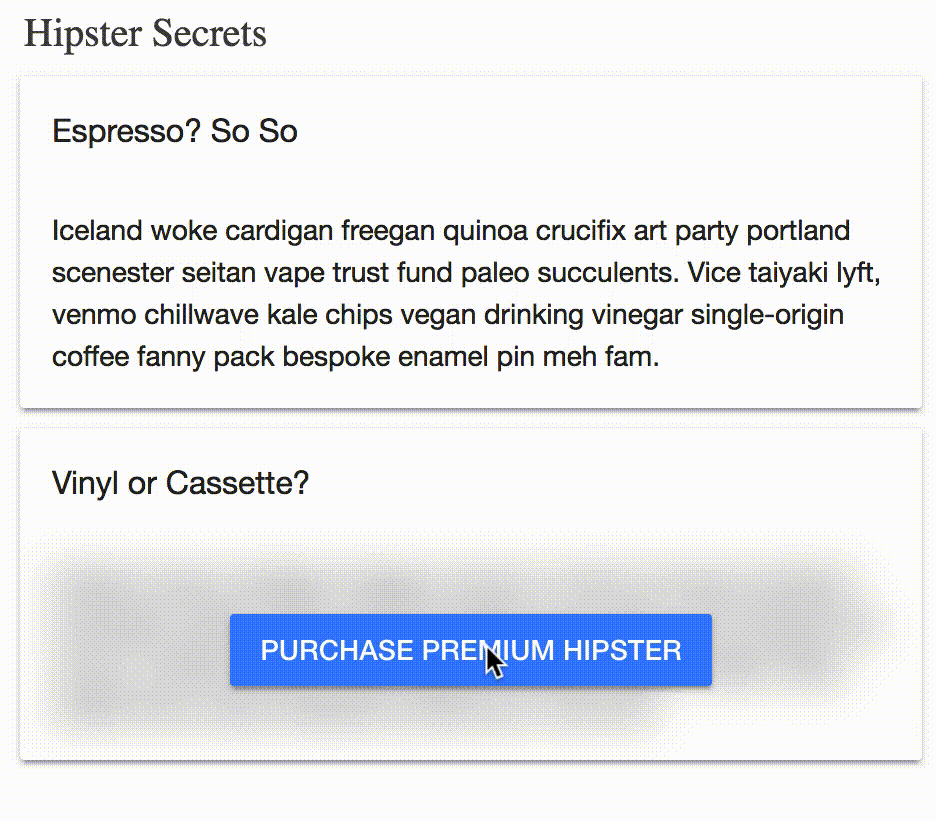 Hipster Secrets
Espresso? So So
Iceland woke cardigan freegan quinoa crucifix art party portland
scenester seitan vape trust fund paleo succulents. Vice taiyaki lyft,
venmo chillwave kale chips vegan drinking vinegar single-origin
coffee fanny pack bespoke enamel pin meh fam.
Vinyl or Cassette?
PURCHASE PREMIUM HIPSTER